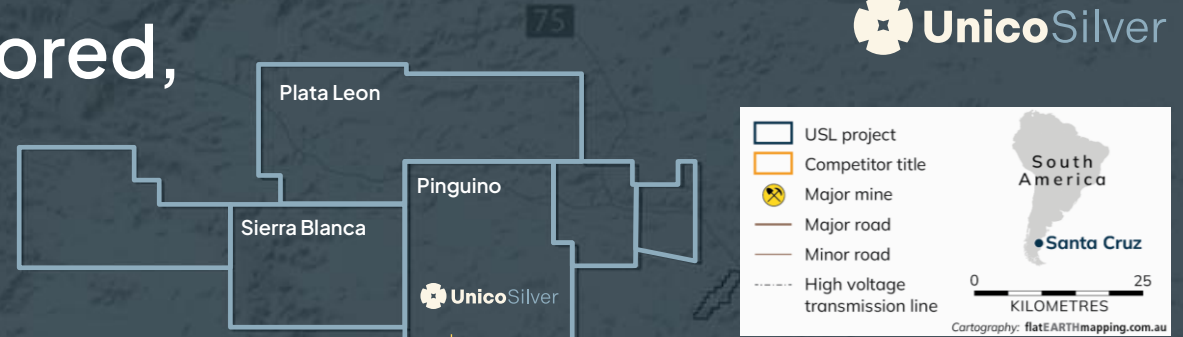 ored,
75
UnicoSilver
Plata Leon
Pinguino
Sierra Blanca
UnicoSilver
USL project
Competitor title
Major mine
Major road
Minor road
High voltage
transmission line
South
America
Santa Cruz
0 25
KILOMETRES
Cartography: flatEARTHmapping.com.au